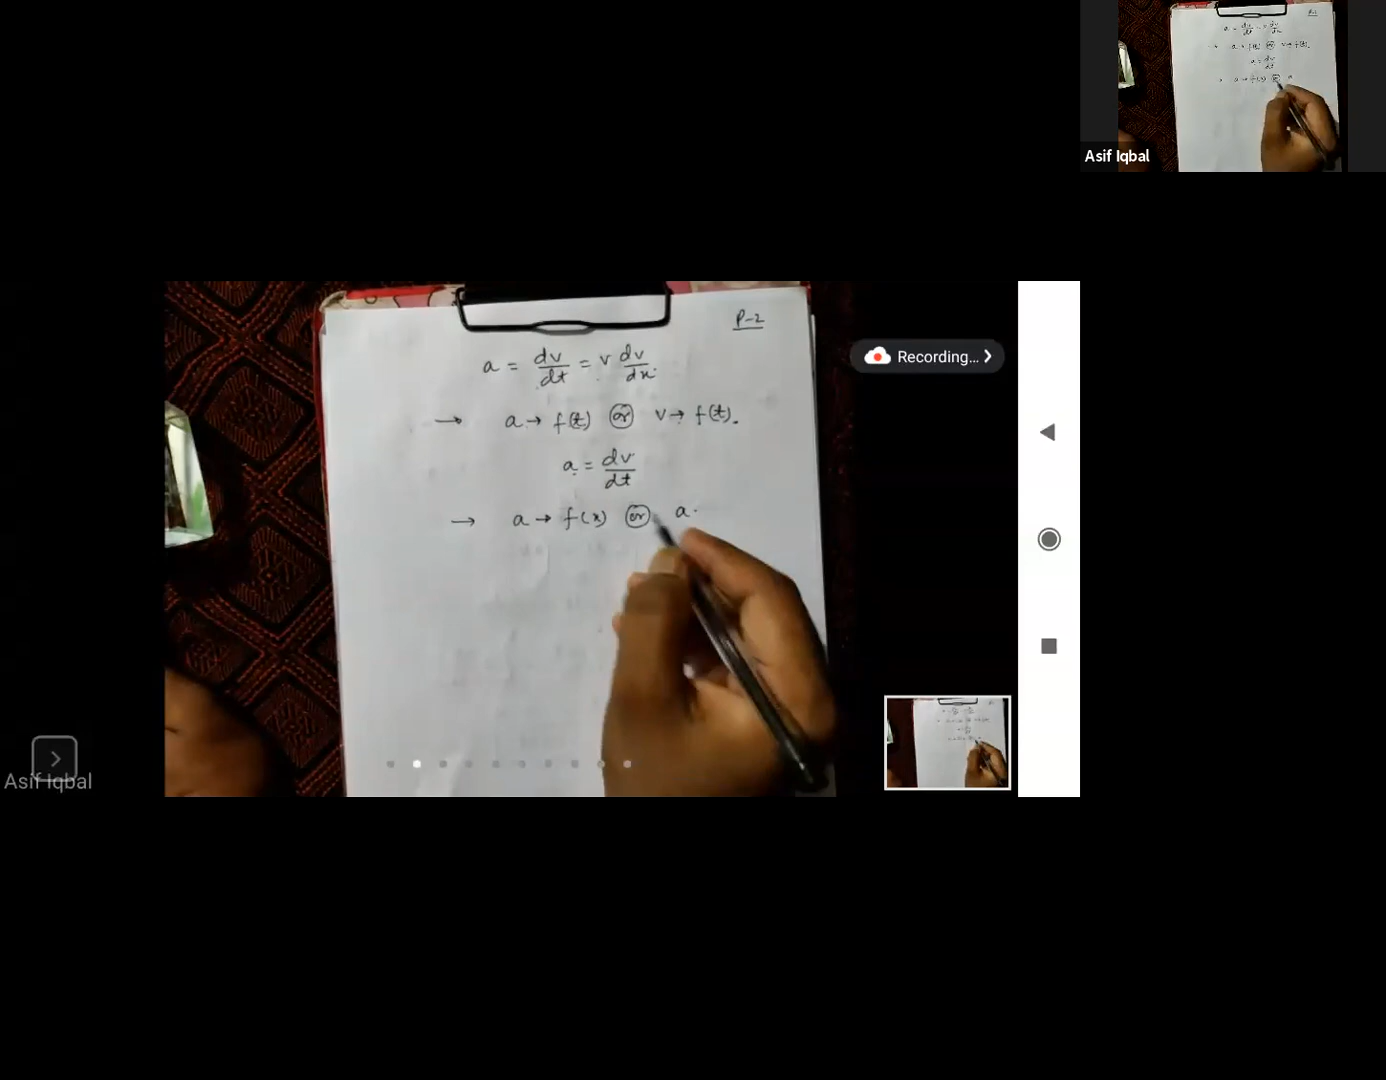 Asif Iqbal
P-2
a = dv/dt = v dv/dx.
→ a → f(t) or v → f(t).
a = dv/dt
→ a → f(x) or a.
Recording...
Asif Iqbal